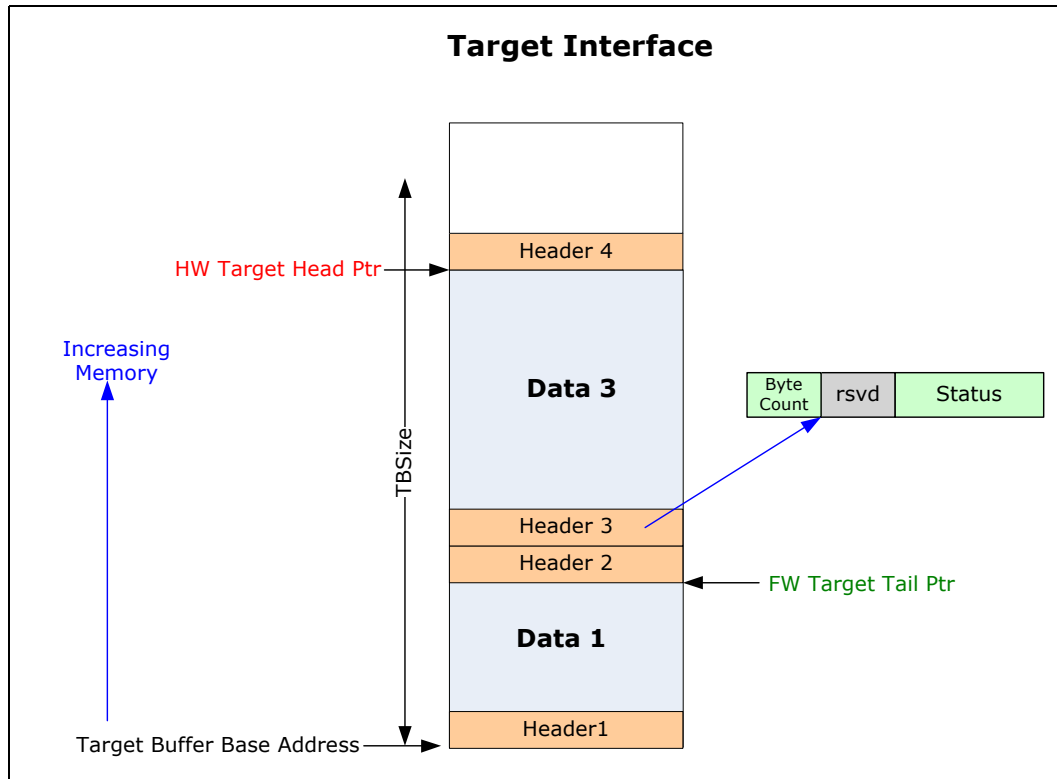 Target Interface
Header 4
HW Target Head Ptr
Increasing
Memory
Data 3
Byte
Count
rsvd
Status
TBSize
Header 3
Header 2
FW Target Tail Ptr
Data 1
Header1
Target Buffer Base Address